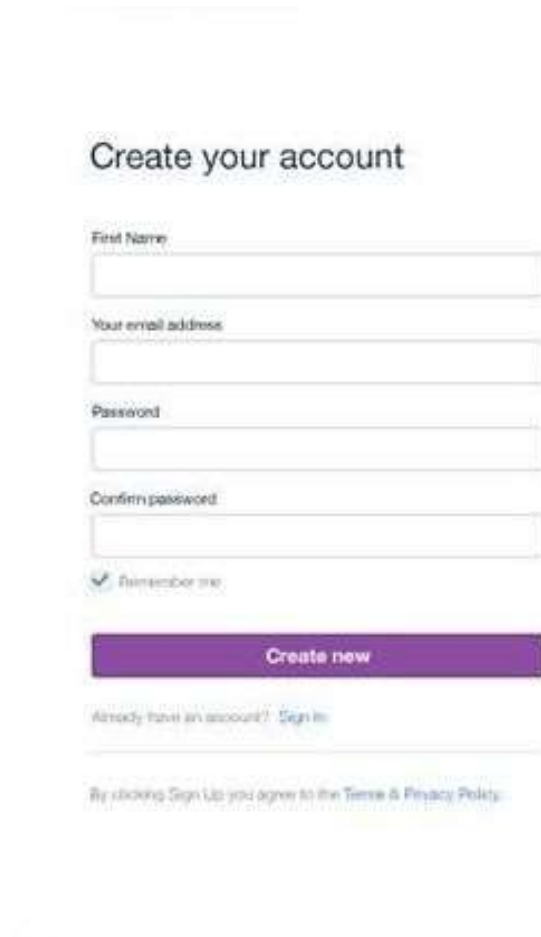 Create your account
First Name
Your email address
Password
Confirm password
Remember me
Create new
Already have an account? Sign In
By clicking Sign Up you agree to the Terms & Privacy Policy.